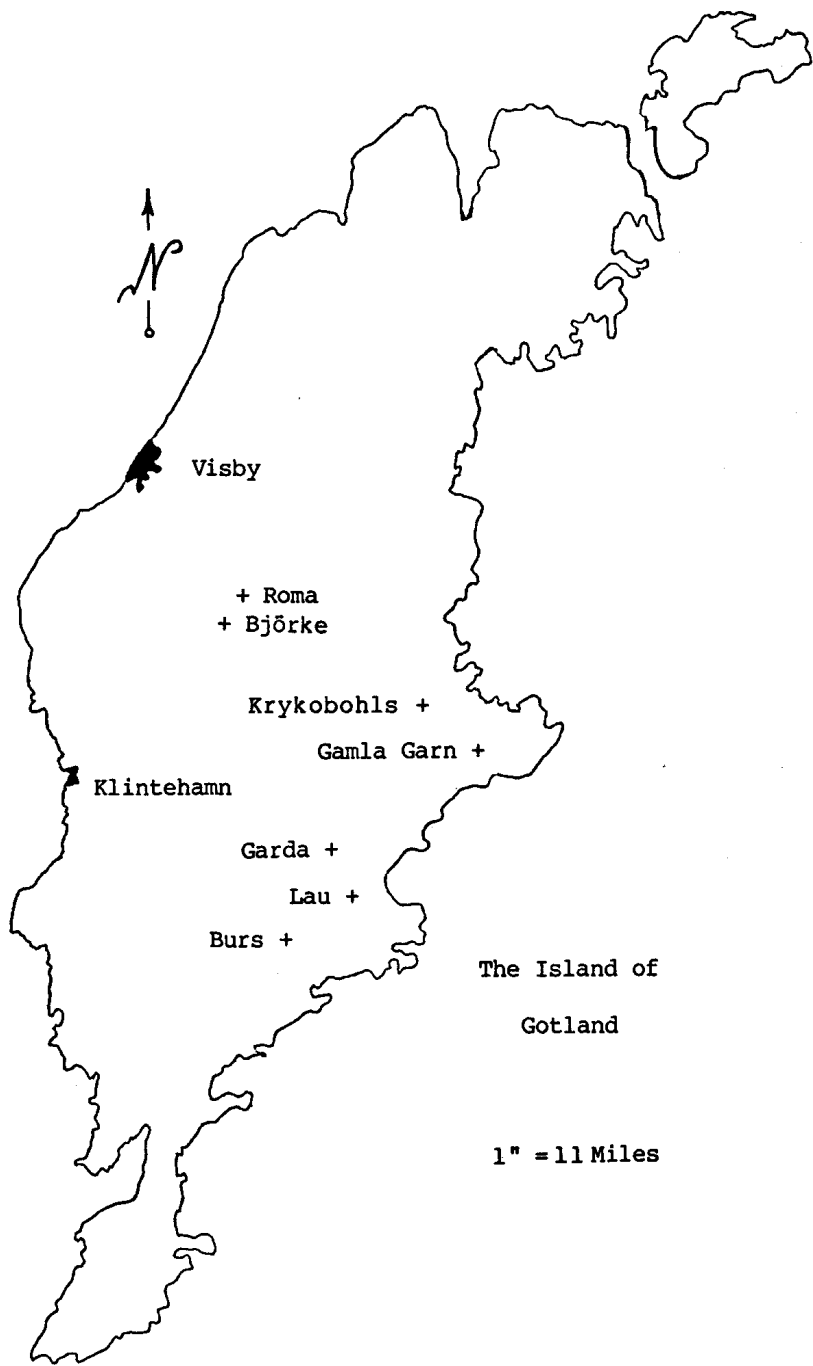 N
Visby
+ Roma
+ Björke
Krykobohls +
Gamla Garn +
Klintehamn
Garda +
Lau +
Burs +
The Island of
Gotland
1" = 11 Miles